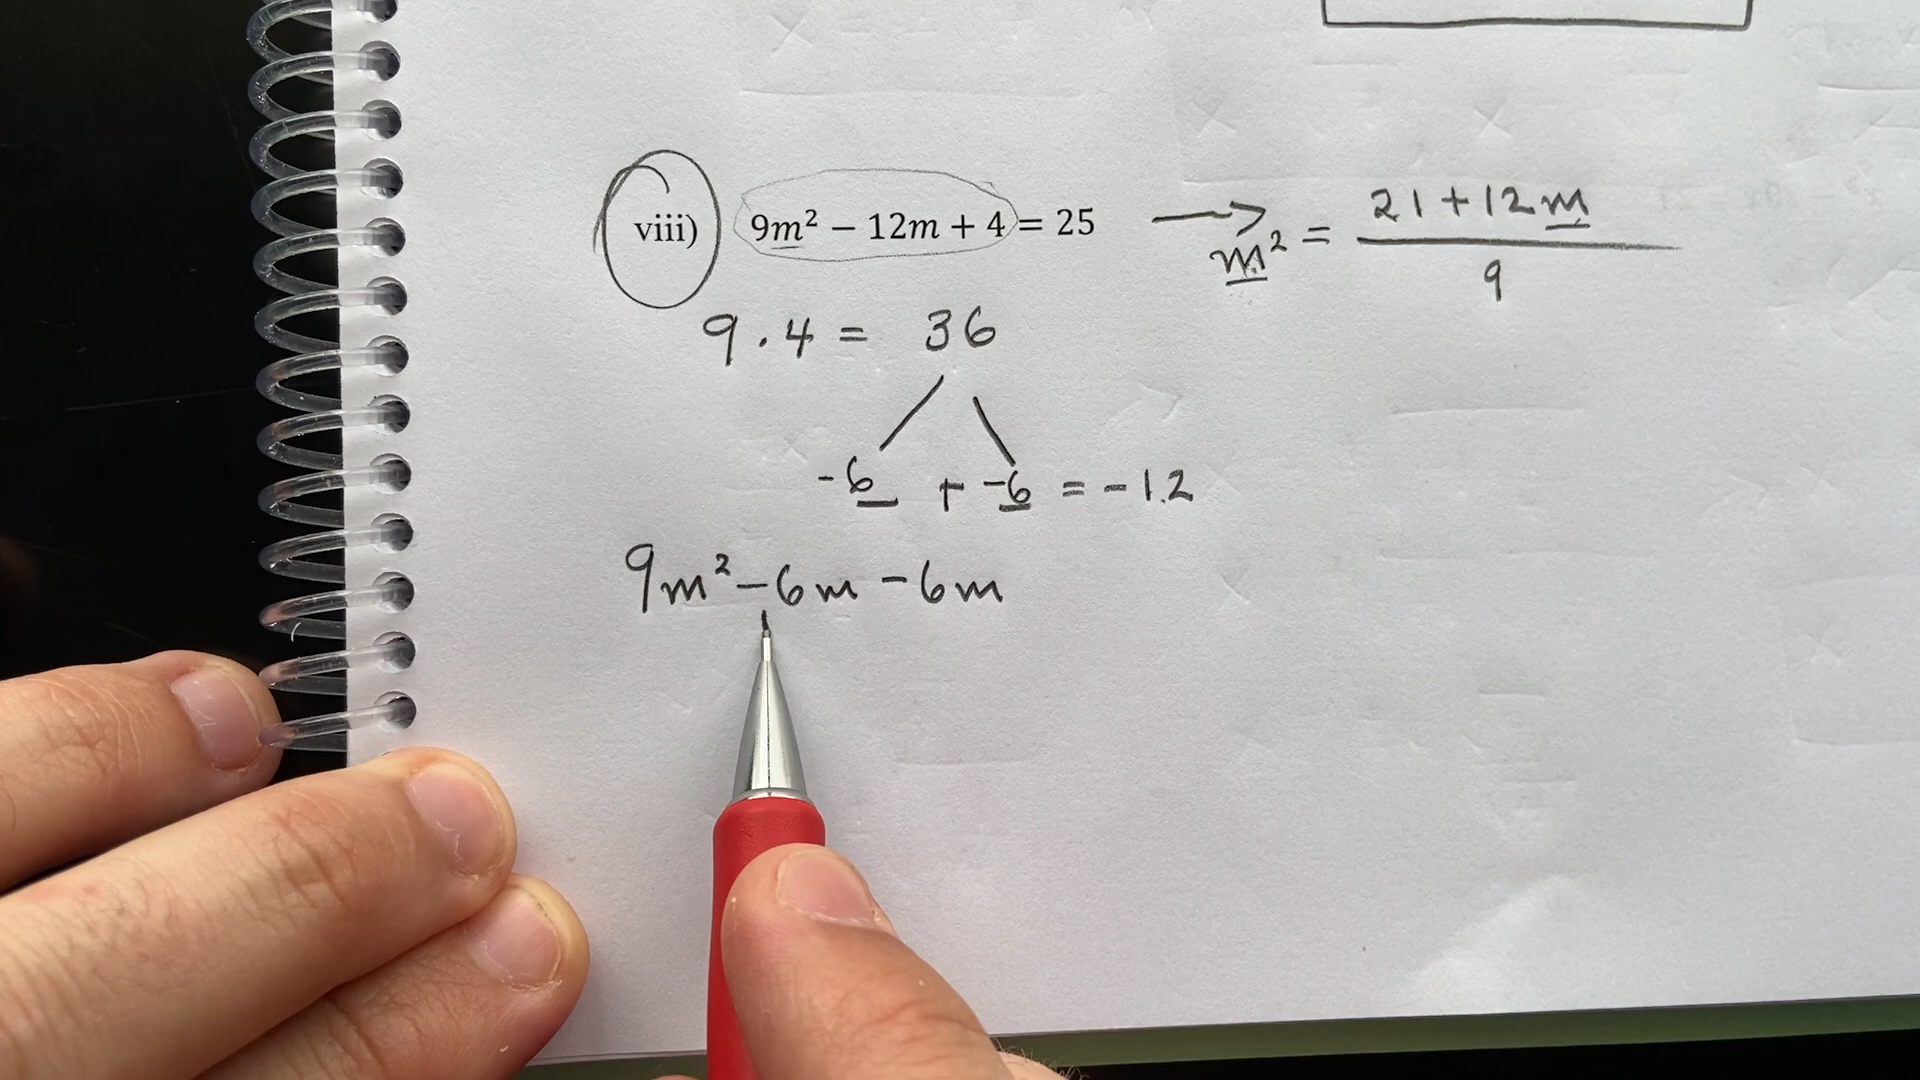 viii) 9m² − 12m + 4 = 25 → m² = 21 + 12m / 9
9 . 4 = 36
-6 + -6 = -12
9m² - 6m - 6m